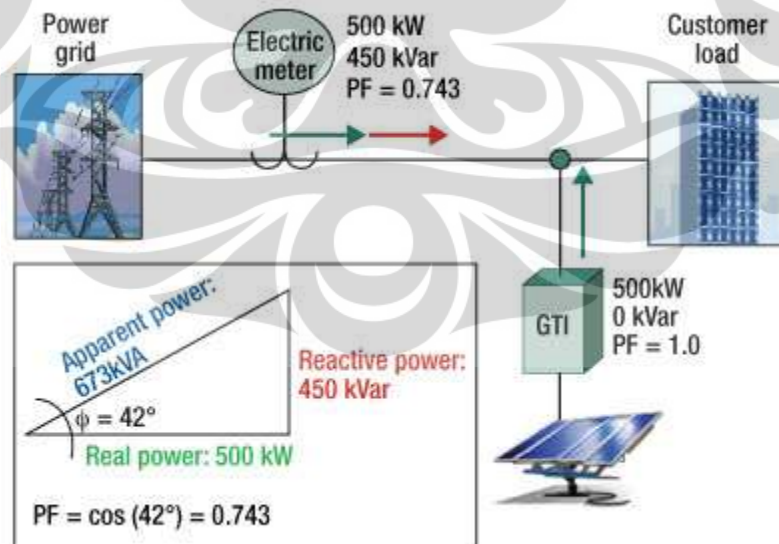 Power
grid
Electric
meter
500 kW
450 kVar
PF = 0.743
Customer
load
GTI
500kW
0 kVar
PF = 1.0
Apparent power:
673kVA
Reactive power:
450 kVar
ϕ = 42°
Real power: 500 kW
PF = cos (42°) = 0.743